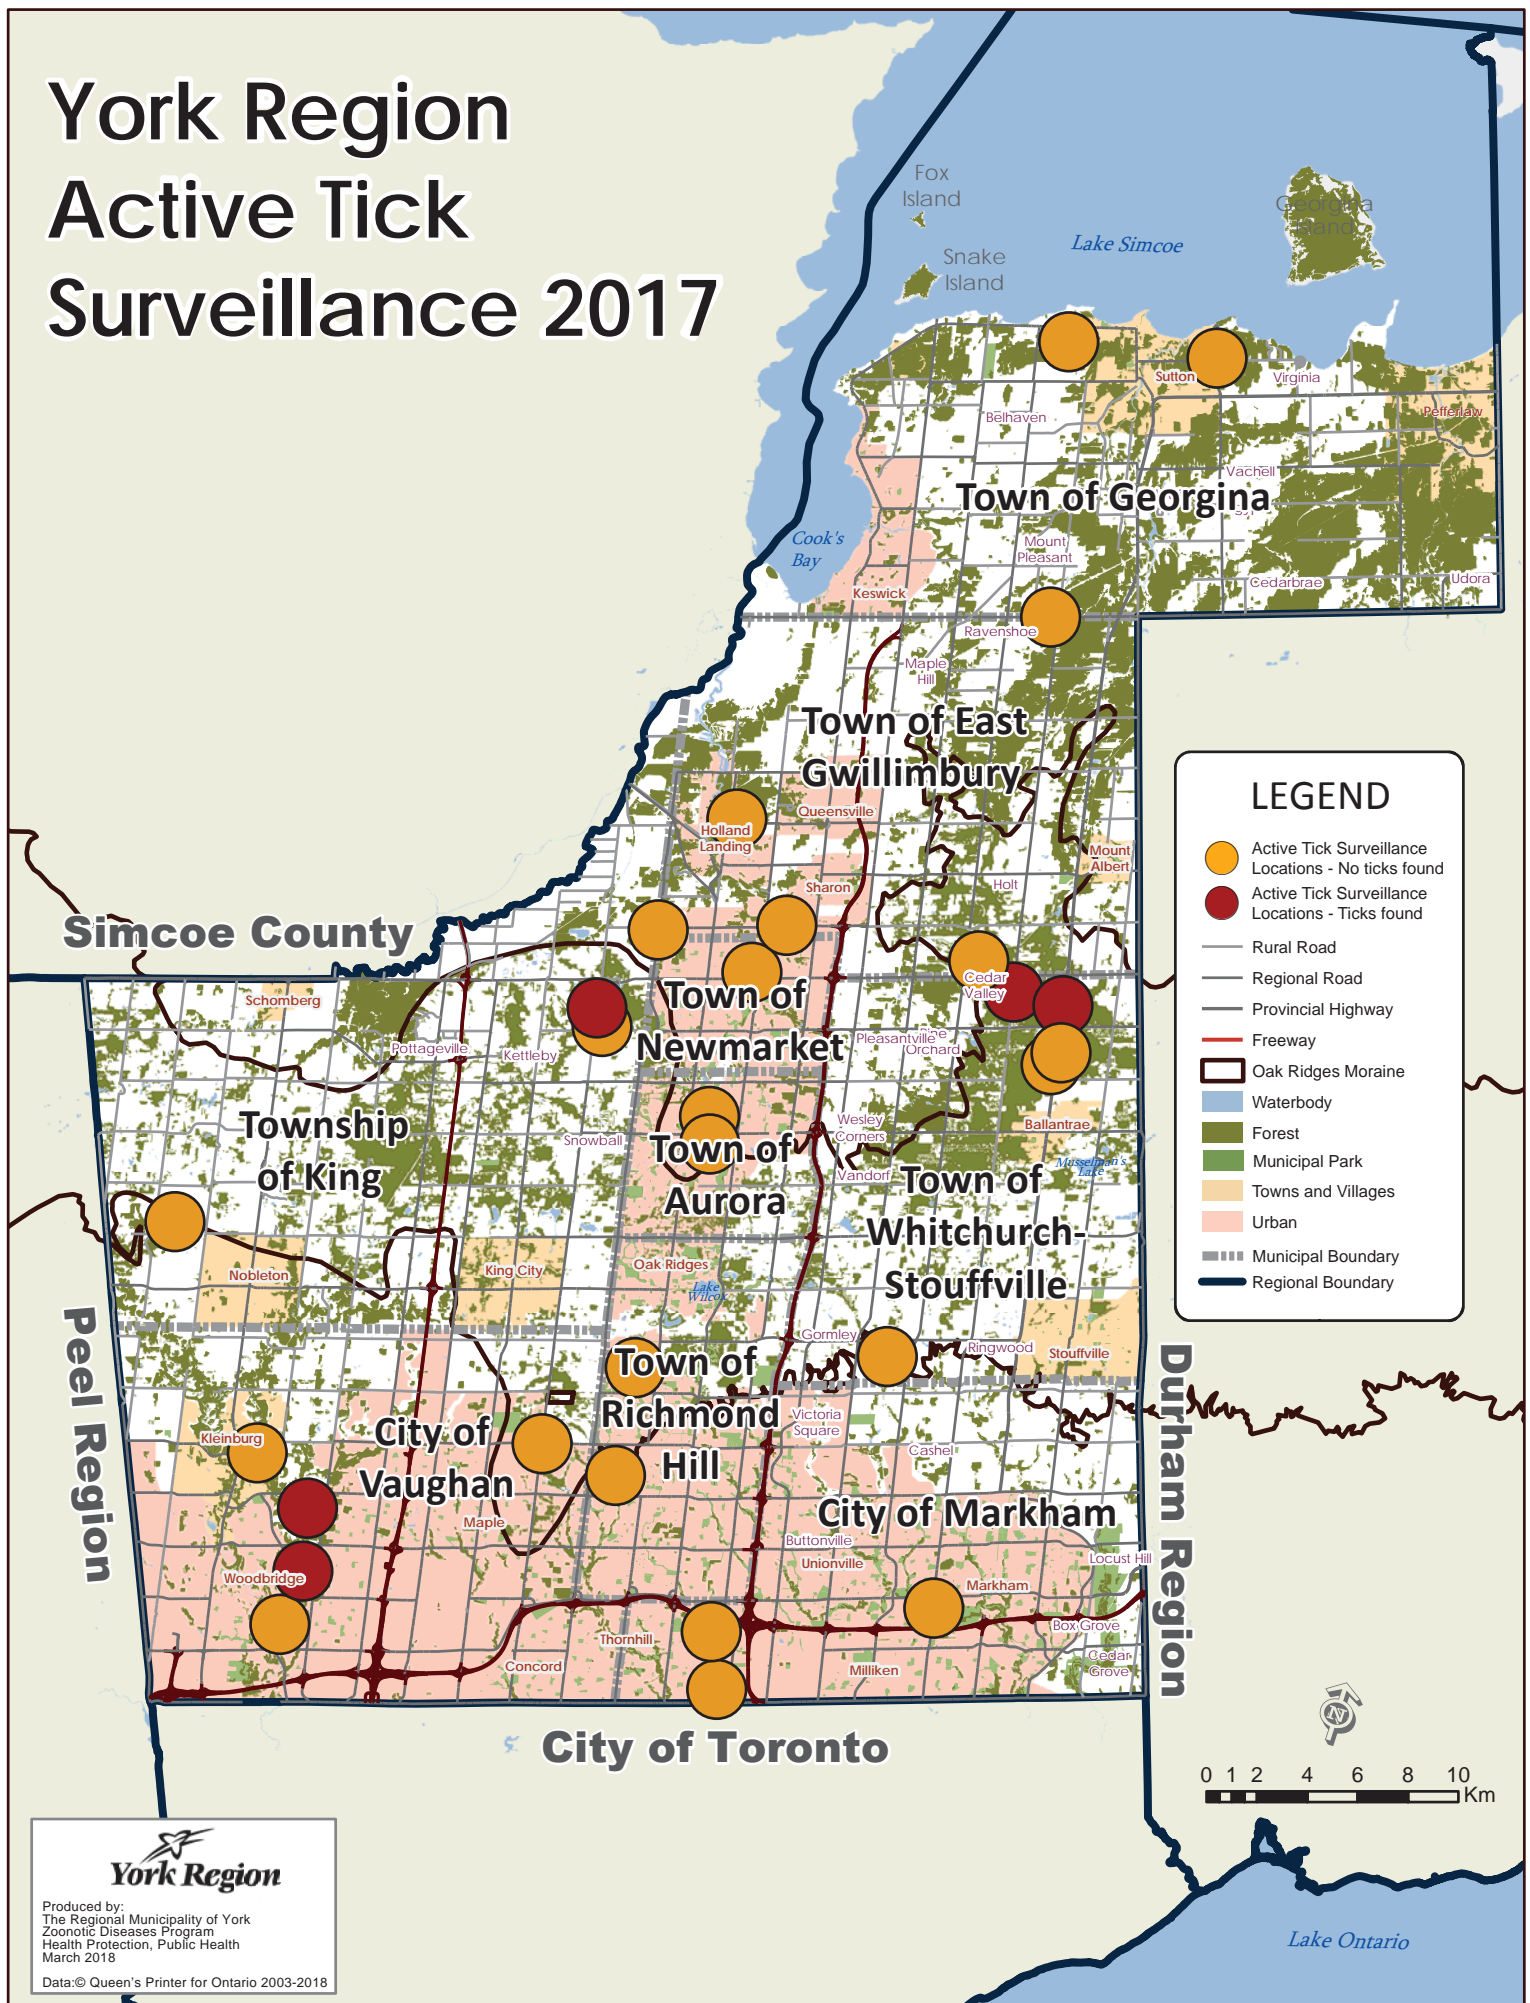 York Region
Active Tick
Surveillance 2017
Fox
Island
Georgina
Island
Lake Simcoe
Snake
Island
Sutton
Virginia
Pefferlaw
Belhaven
Vachell
Town of Georgina
Cook's
Bay
Mount
Pleasant
Keswick
Cedarbrae
Udora
Ravenshoe
Maple
Hill
Town of East
Gwillimbury
Queensville
Holland
Landing
Mount
Albert
Sharon
Holt
Simcoe County
Cedar
Valley
Schomberg
Town of
Newmarket
Pottageville
Kettleby
Pleasantville
Pine
Orchard
Township
of King
Snowball
Wesley
Corners
Ballantrae
Town of
Aurora
Vandorf
Musselman's
Lake
Town of
Whitchurch-
Stouffville
Nobleton
King City
Oak Ridges
Lake
Wilcox
Gormley
Ringwood
Stouffville
Peel Region
Durham Region
Town of
Richmond
Hill
Kleinburg
City of
Vaughan
Victoria
Square
Cashel
City of Markham
Maple
Buttonville
Unionville
Locust Hill
Woodbridge
Markham
Thornhill
Box Grove
Concord
Milliken
Cedar
Grove
City of Toronto
LEGEND
Active Tick Surveillance
Locations - No ticks found
Active Tick Surveillance
Locations - Ticks found
Rural Road
Regional Road
Provincial Highway
Freeway
Oak Ridges Moraine
Waterbody
Forest
Municipal Park
Towns and Villages
Urban
Municipal Boundary
Regional Boundary
N
0 1 2 4 6 8 10
Km
Lake Ontario
York Region
Produced by:
The Regional Municipality of York
Zoonotic Diseases Program
Health Protection, Public Health
March 2018
Data:© Queen's Printer for Ontario 2003-2018